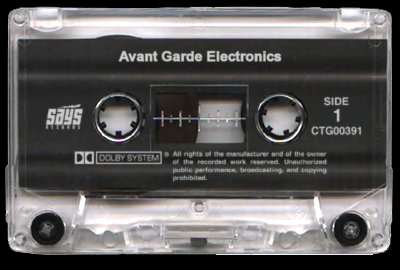 Avant Garde Electronics
says
RECORDS
SIDE
1
CTG00391
DOLBY SYSTEM ®
All rights of the manufacturer and of the owner
of the recorded work reserved. Unauthorized
public performance, broadcasting, and copying
prohibited.